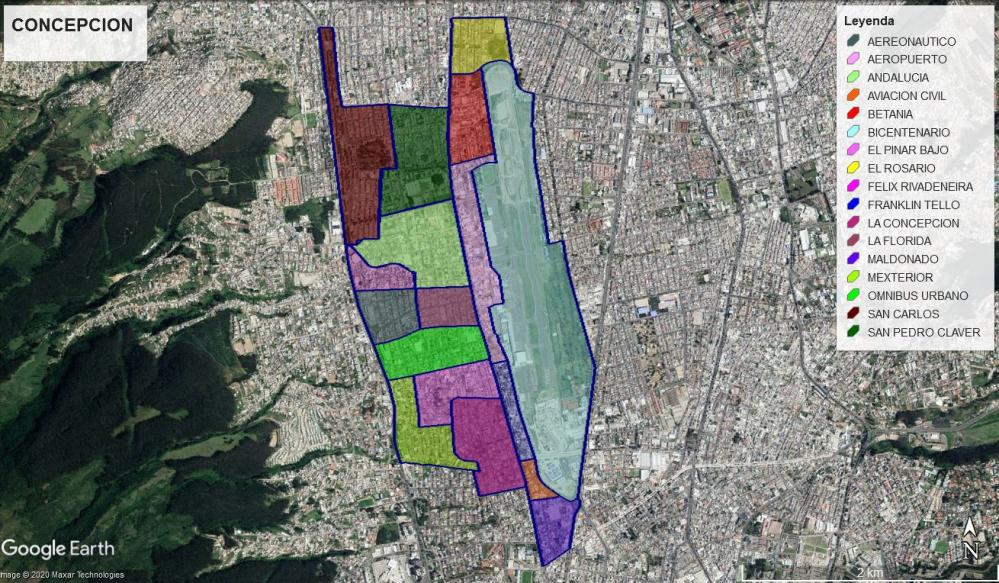 CONCEPCION
Leyenda
AEREONAUTICO
AEROPUERTO
ANDALUCIA
AVIACION CIVIL
BETANIA
BICENTENARIO
EL PINAR BAJO
EL ROSARIO
FELIX RIVADENEIRA
FRANKLIN TELLO
LA CONCEPCION
LA FLORIDA
MALDONADO
MEXTERIOR
OMNIBUS URBANO
SAN CARLOS
SAN PEDRO CLAVER
N
2 km
Google Earth
mage © 2020 Maxar Technologies